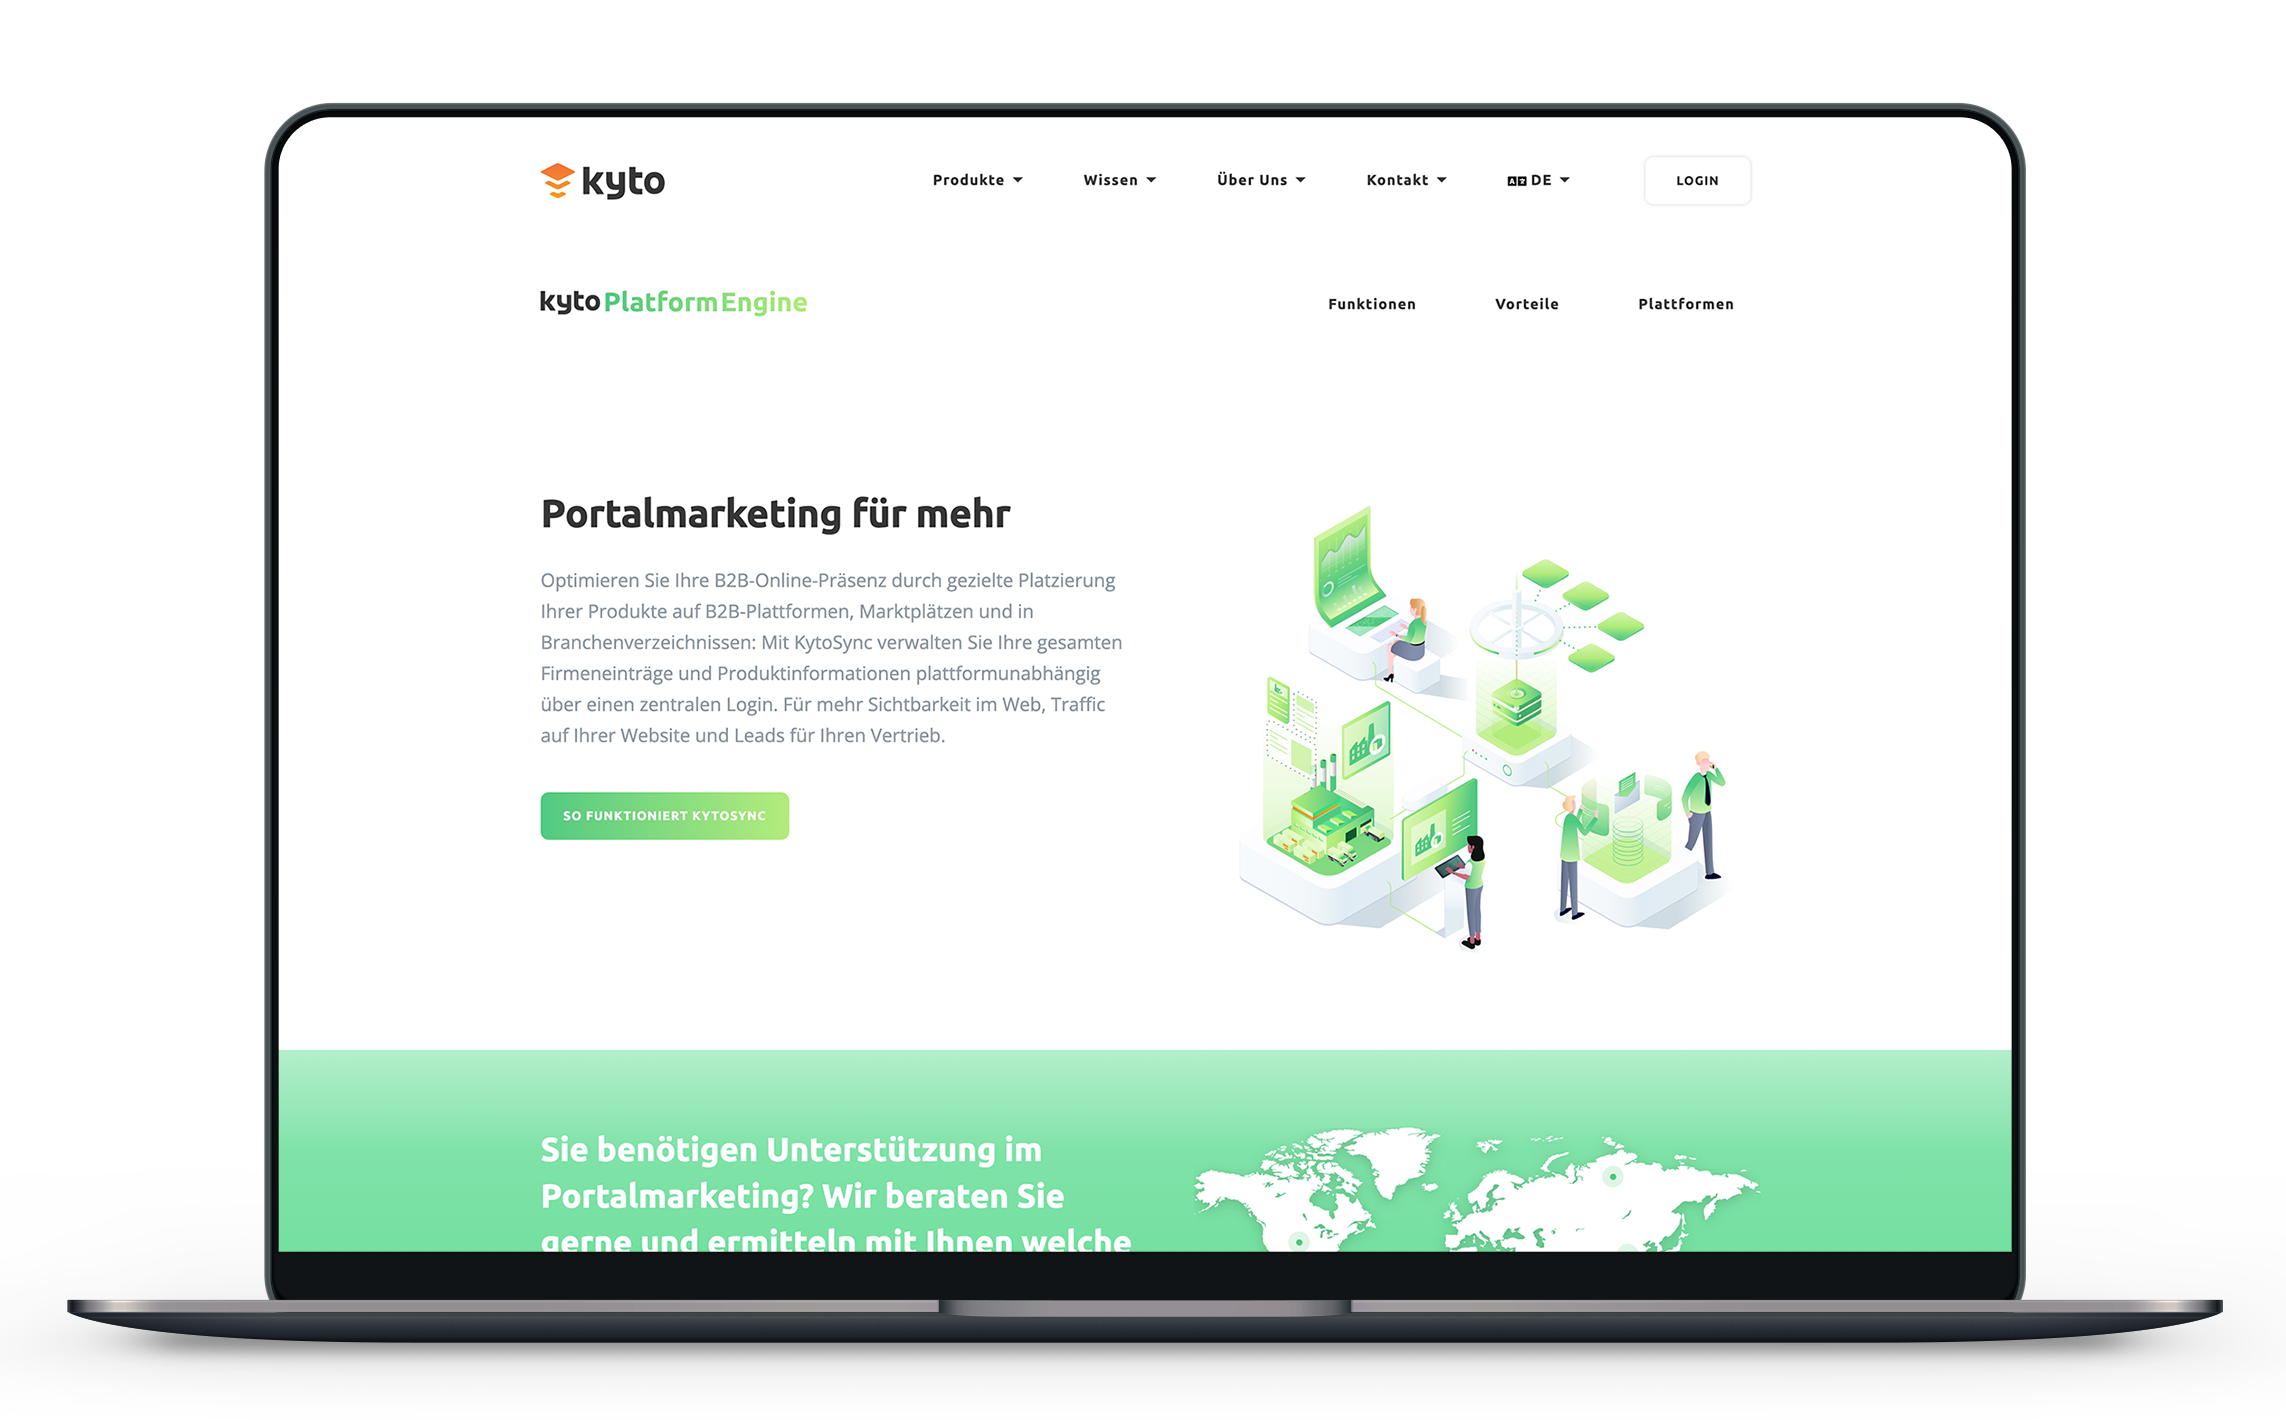 kyto
Produkte
Wissen
Über Uns
Kontakt
DE
LOGIN
kyto PlatformEngine
Funktionen
Vorteile
Plattformen
Portalmarketing für mehr
Optimieren Sie Ihre B2B-Online-Präsenz durch gezielte Platzierung
Ihrer Produkte auf B2B-Plattformen, Marktplätzen und in
Branchenverzeichnissen: Mit KytoSync verwalten Sie Ihre gesamten
Firmeneinträge und Produktinformationen plattformunabhängig
über einen zentralen Login. Für mehr Sichtbarkeit im Web, Traffic
auf Ihrer Website und Leads für Ihren Vertrieb.
SO FUNKTIONIERT KYTOSYNC
Sie benötigen Unterstützung im
Portalmarketing? Wir beraten Sie
gerne und ermitteln mit Ihnen welche